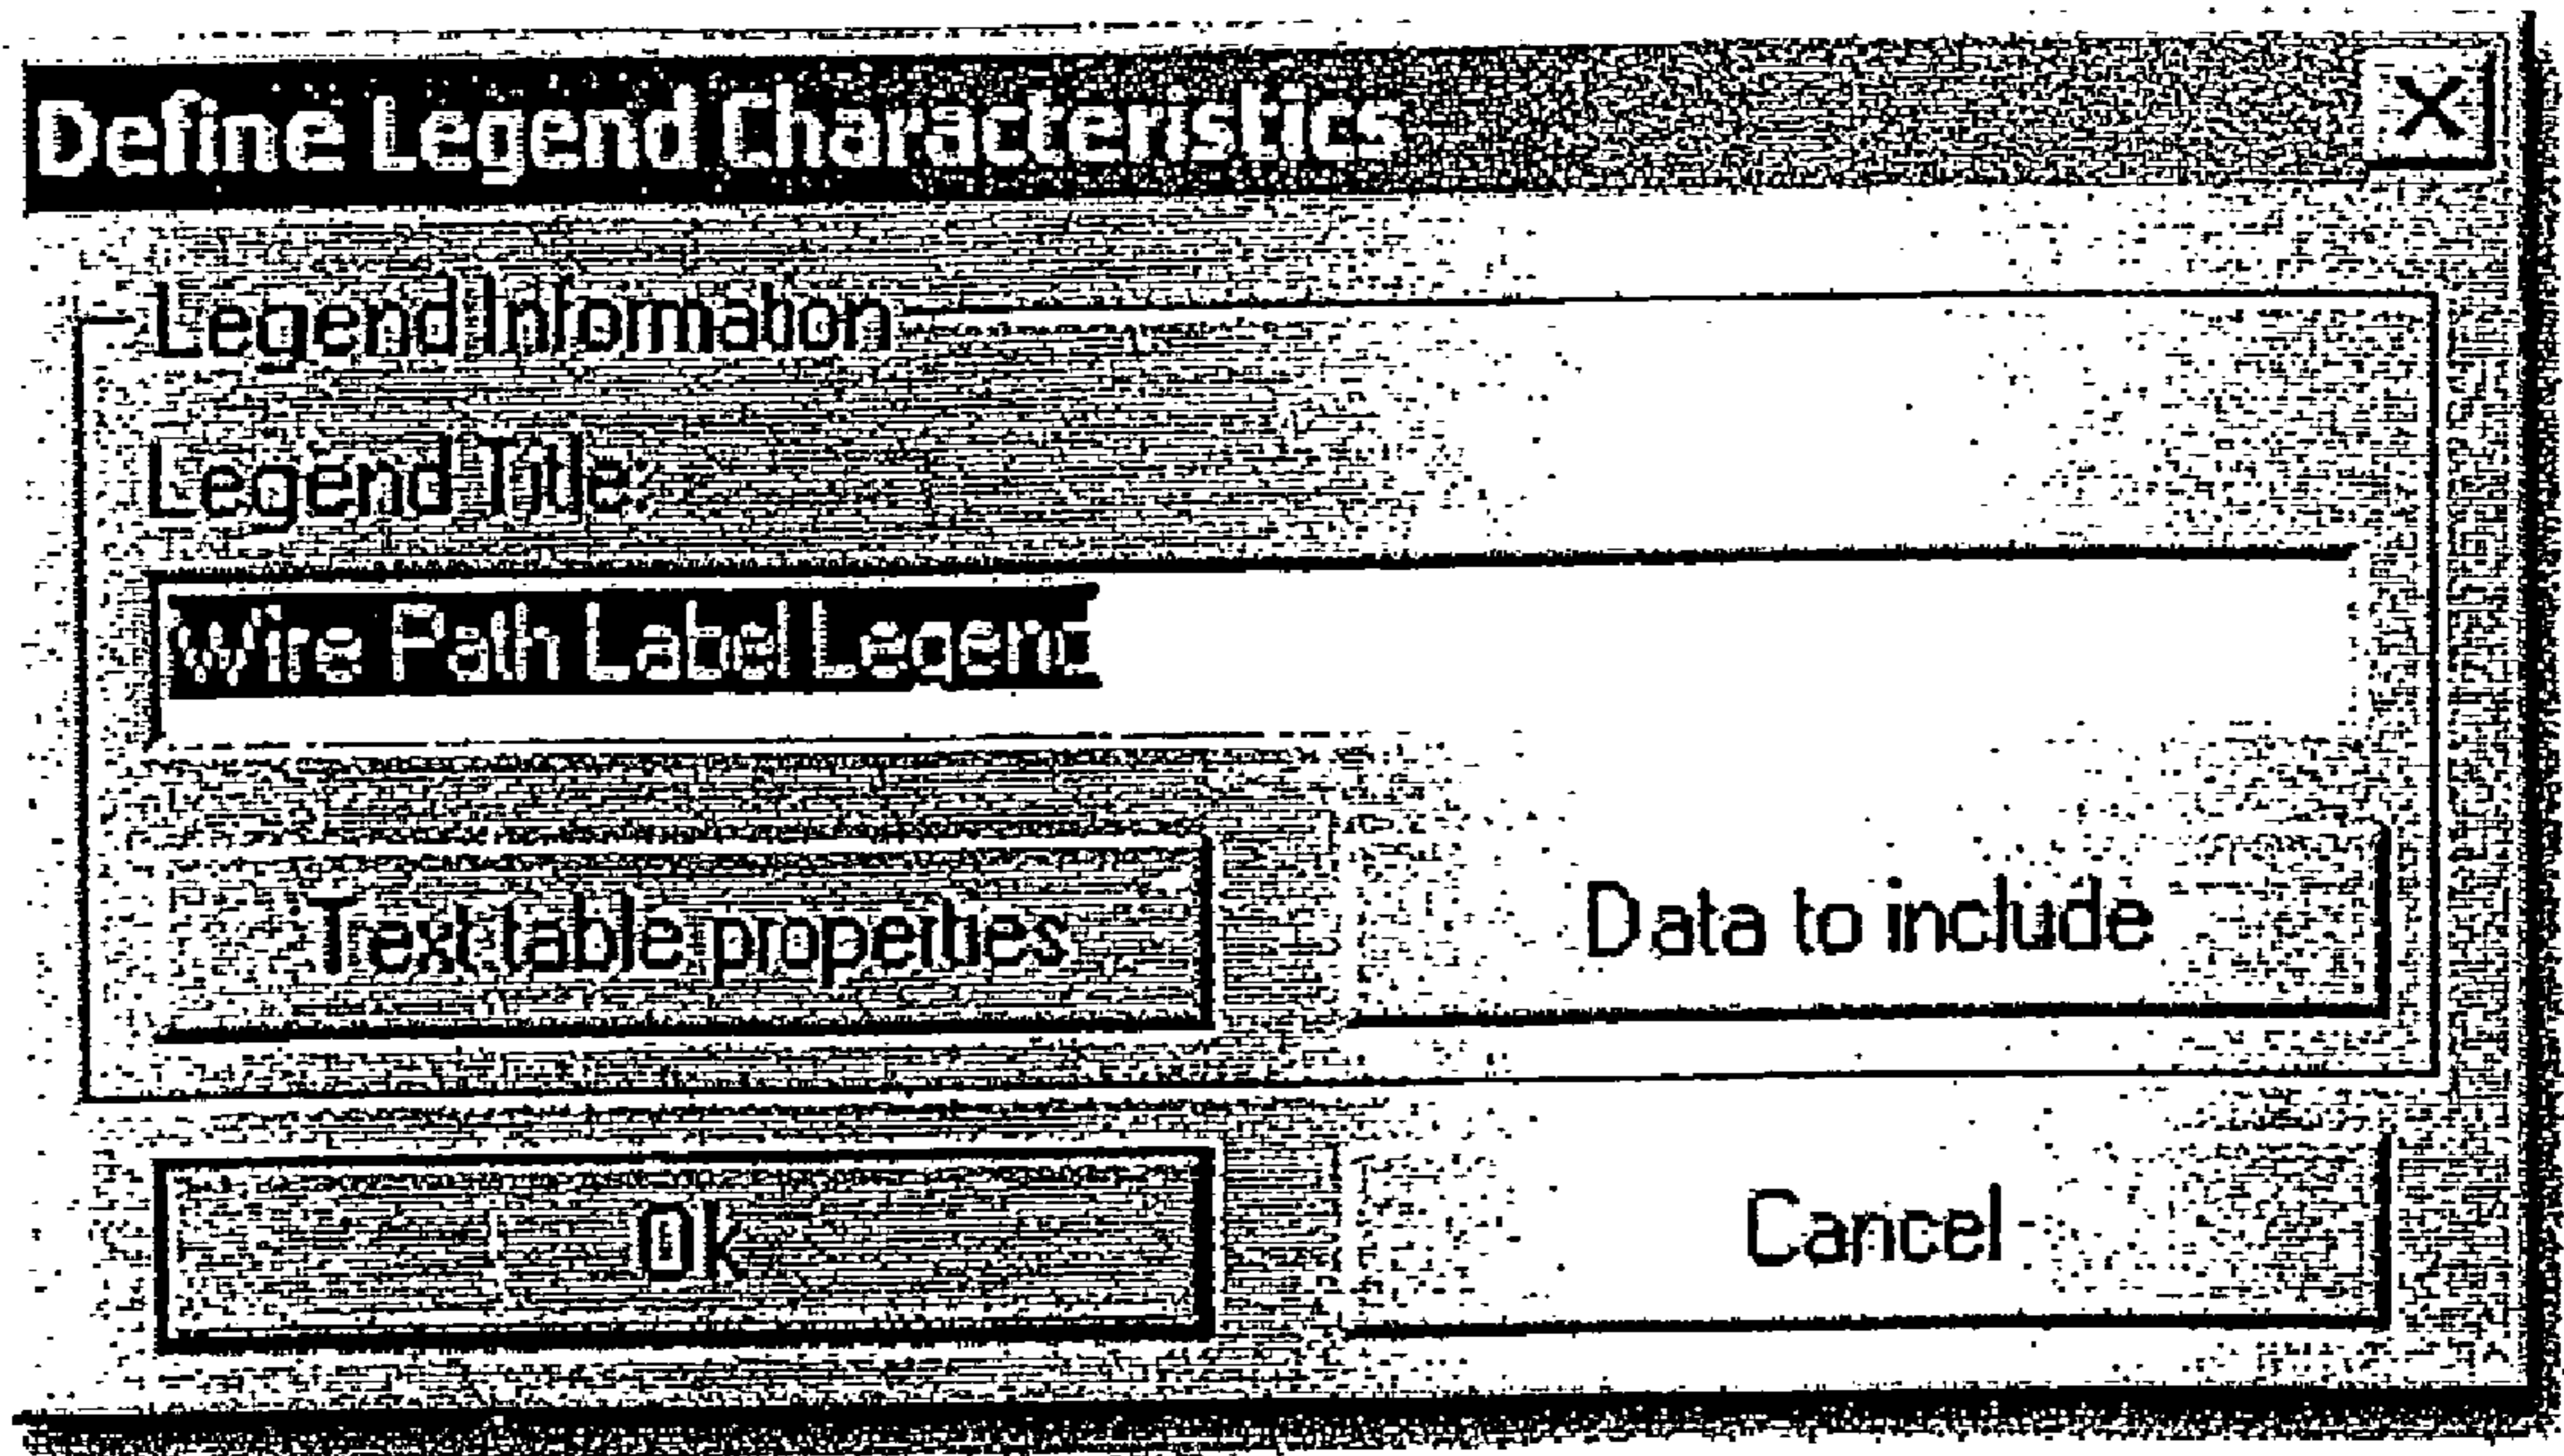 Define Legend Characteristics X
Legend Information
Legend Title:
Wire Path Label Legend
Text table properties Data to include
Ok Cancel